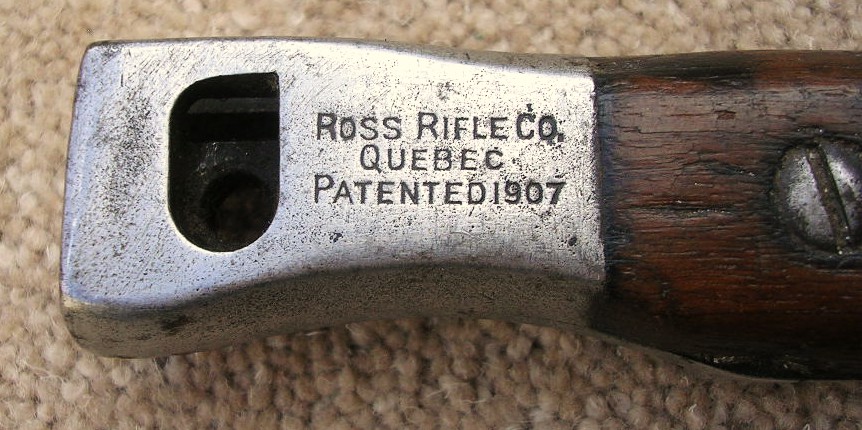 ROSS RIFLE CO.
QUEBEC
PATENTED 1907